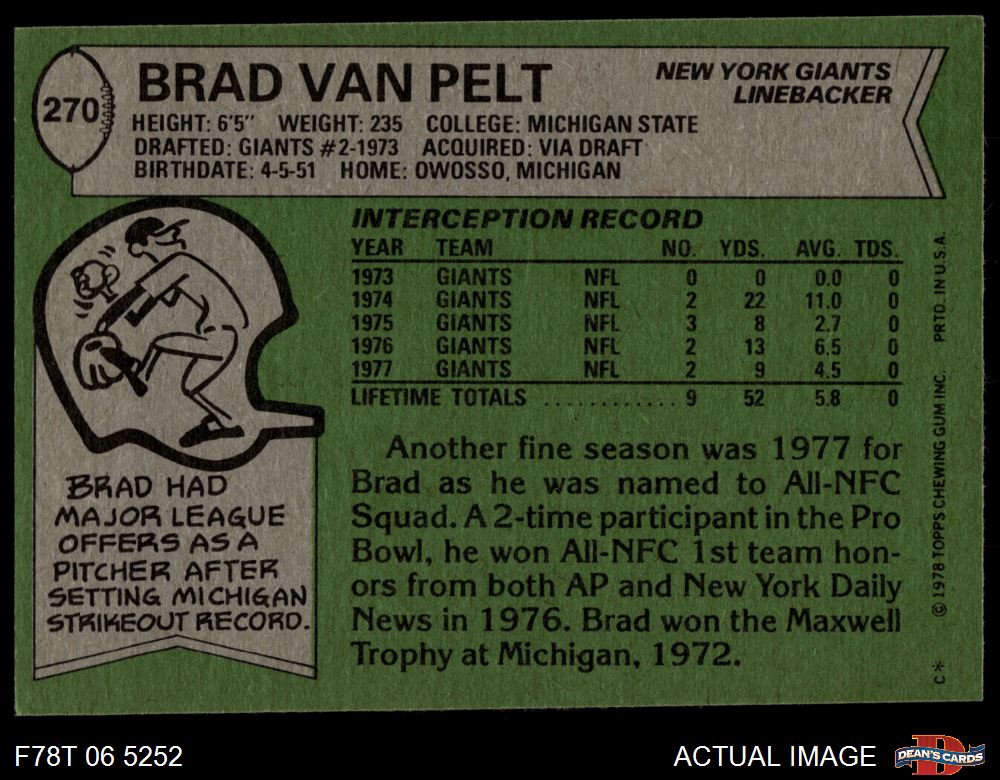 270
BRAD VAN PELT
NEW YORK GIANTS
LINEBACKER
HEIGHT: 6'5" WEIGHT: 235 COLLEGE: MICHIGAN STATE
DRAFTED: GIANTS #2-1973 ACQUIRED: VIA DRAFT
BIRTHDATE: 4-5-51 HOME: OWOSSO, MICHIGAN
INTERCEPTION RECORD
YEAR TEAM NO. YDS. AVG. TDS.
1973 GIANTS NFL 0 0 0.0 0
1974 GIANTS NFL 2 22 11.0 0
1975 GIANTS NFL 3 8 2.7 0
1976 GIANTS NFL 2 13 6.5 0
1977 GIANTS NFL 2 9 4.5 0
LIFETIME TOTALS ............ 9 52 5.8 0
BRAD HAD
MAJOR LEAGUE
OFFERS AS A
PITCHER AFTER
SETTING MICHIGAN
STRIKEOUT RECORD.
Another fine season was 1977 for
Brad as he was named to All-NFC
Squad. A 2-time participant in the Pro
Bowl, he won All-NFC 1st team hon-
ors from both AP and New York Daily
News in 1976. Brad won the Maxwell
Trophy at Michigan, 1972.
C* © 1978 TOPPS CHEWING GUM INC. PRTD. IN U.S.A.
F78T 06 5252
ACTUAL IMAGE
D
DEAN'S CARDS